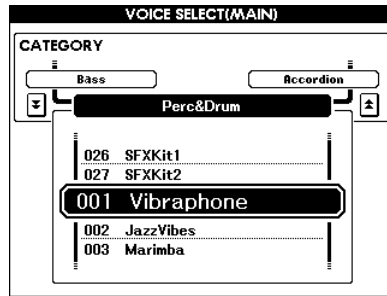 VOICE SELECT(MAIN)
CATEGORY
Bass
Accordion
Perc&Drum
026 SFXKit1
027 SFXKit2
001 Vibraphone
002 JazzVibes
003 Marimba